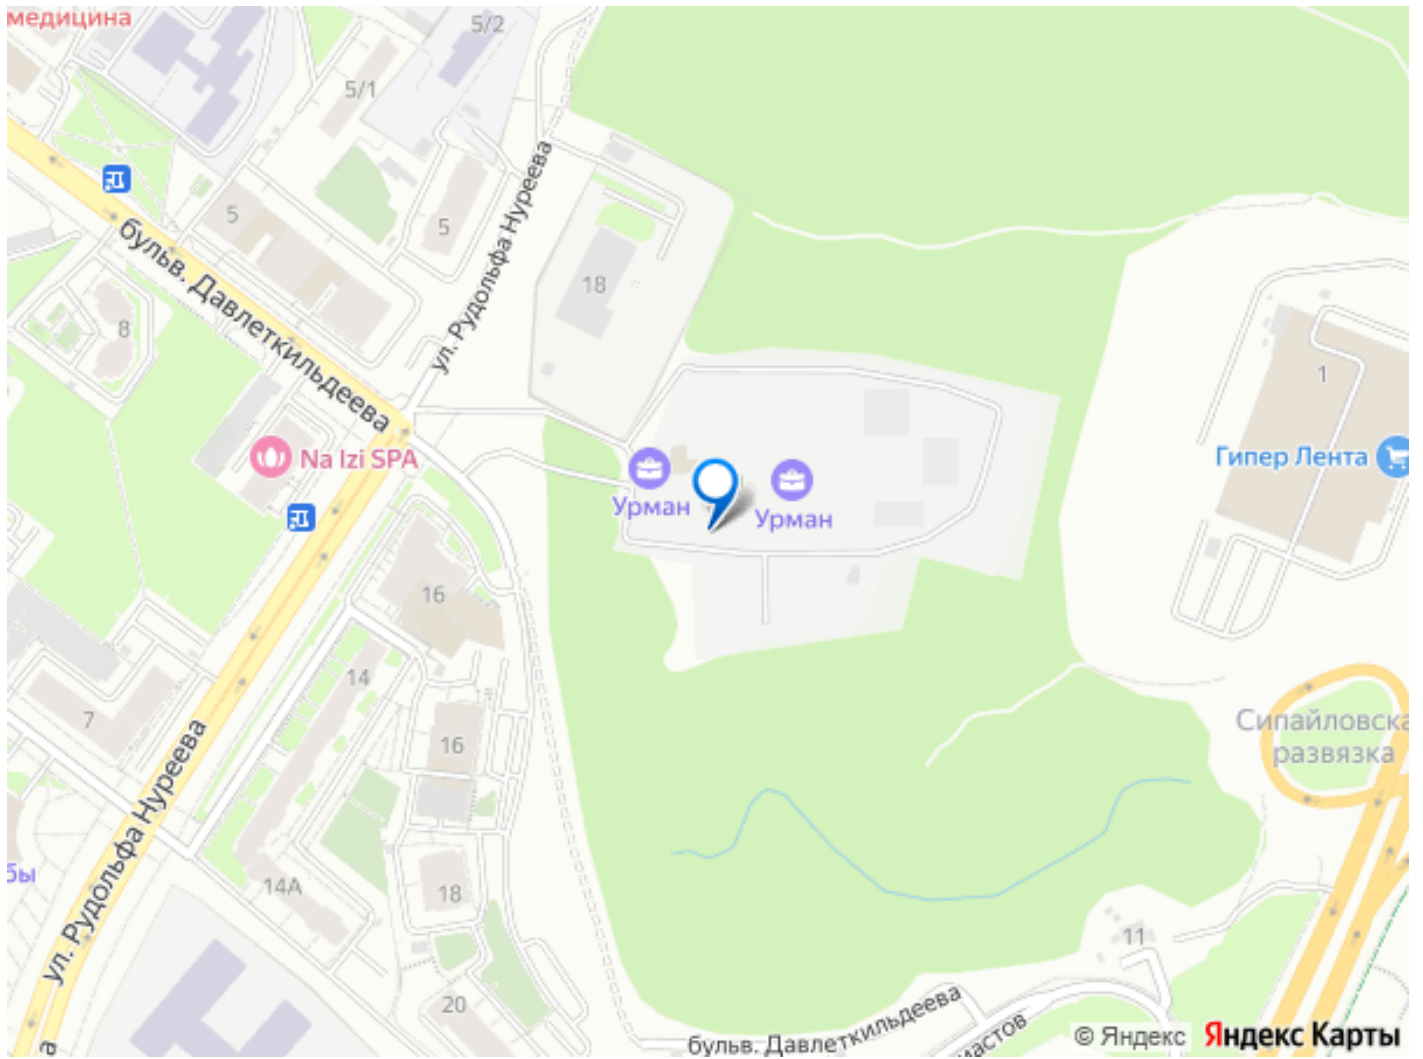 медицина
5/2
5/1
5
5
бульв. Давлеткильдеева
ул. Рудольфа Нуреева
18
8
1
Na Izi SPA
Гипер Лента
Урман
Урман
16
14
7
16
Сипайловска
развязка
ул. Рудольфа Нуреева
бы
14А
18
11
20
бульв. Давлеткильдеева
мастов
а
© Яндекс Яндекс Карты